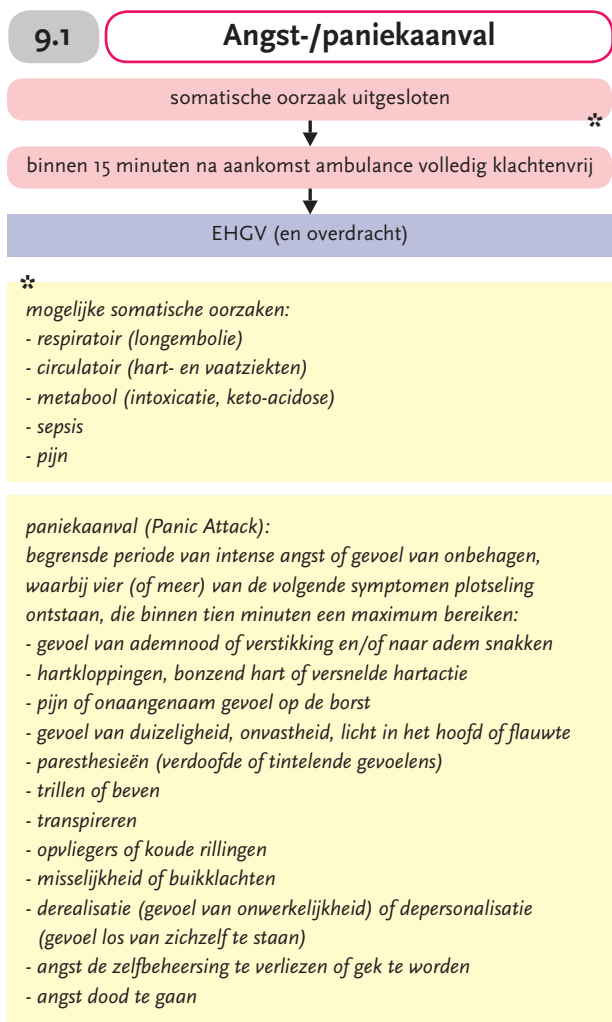 9.1 Angst-/paniekaanval
somatische oorzaak uitgesloten
*
binnen 15 minuten na aankomst ambulance volledig klachtenvrij
EHGV (en overdracht)
*
mogelijke somatische oorzaken:
- respiratoir (longembolie)
- circulatoir (hart- en vaatziekten)
- metabool (intoxicatie, keto-acidose)
- sepsis
- pijn
paniekaanval (Panic Attack):
begrensde periode van intense angst of gevoel van onbehagen,
waarbij vier (of meer) van de volgende symptomen plotseling
ontstaan, die binnen tien minuten een maximum bereiken:
- gevoel van ademnood of verstikking en/of naar adem snakken
- hartkloppingen, bonzend hart of versnelde hartactie
- pijn of onaangenaam gevoel op de borst
- gevoel van duizeligheid, onvastheid, licht in het hoofd of flauwte
- paresthesieën (verdoofde of tintelende gevoelens)
- trillen of beven
- transpireren
- opvliegers of koude rillingen
- misselijkheid of buikklachten
- derealisatie (gevoel van onwerkelijkheid) of depersonalisatie
(gevoel los van zichzelf te staan)
- angst de zelfbeheersing te verliezen of gek te worden
- angst dood te gaan